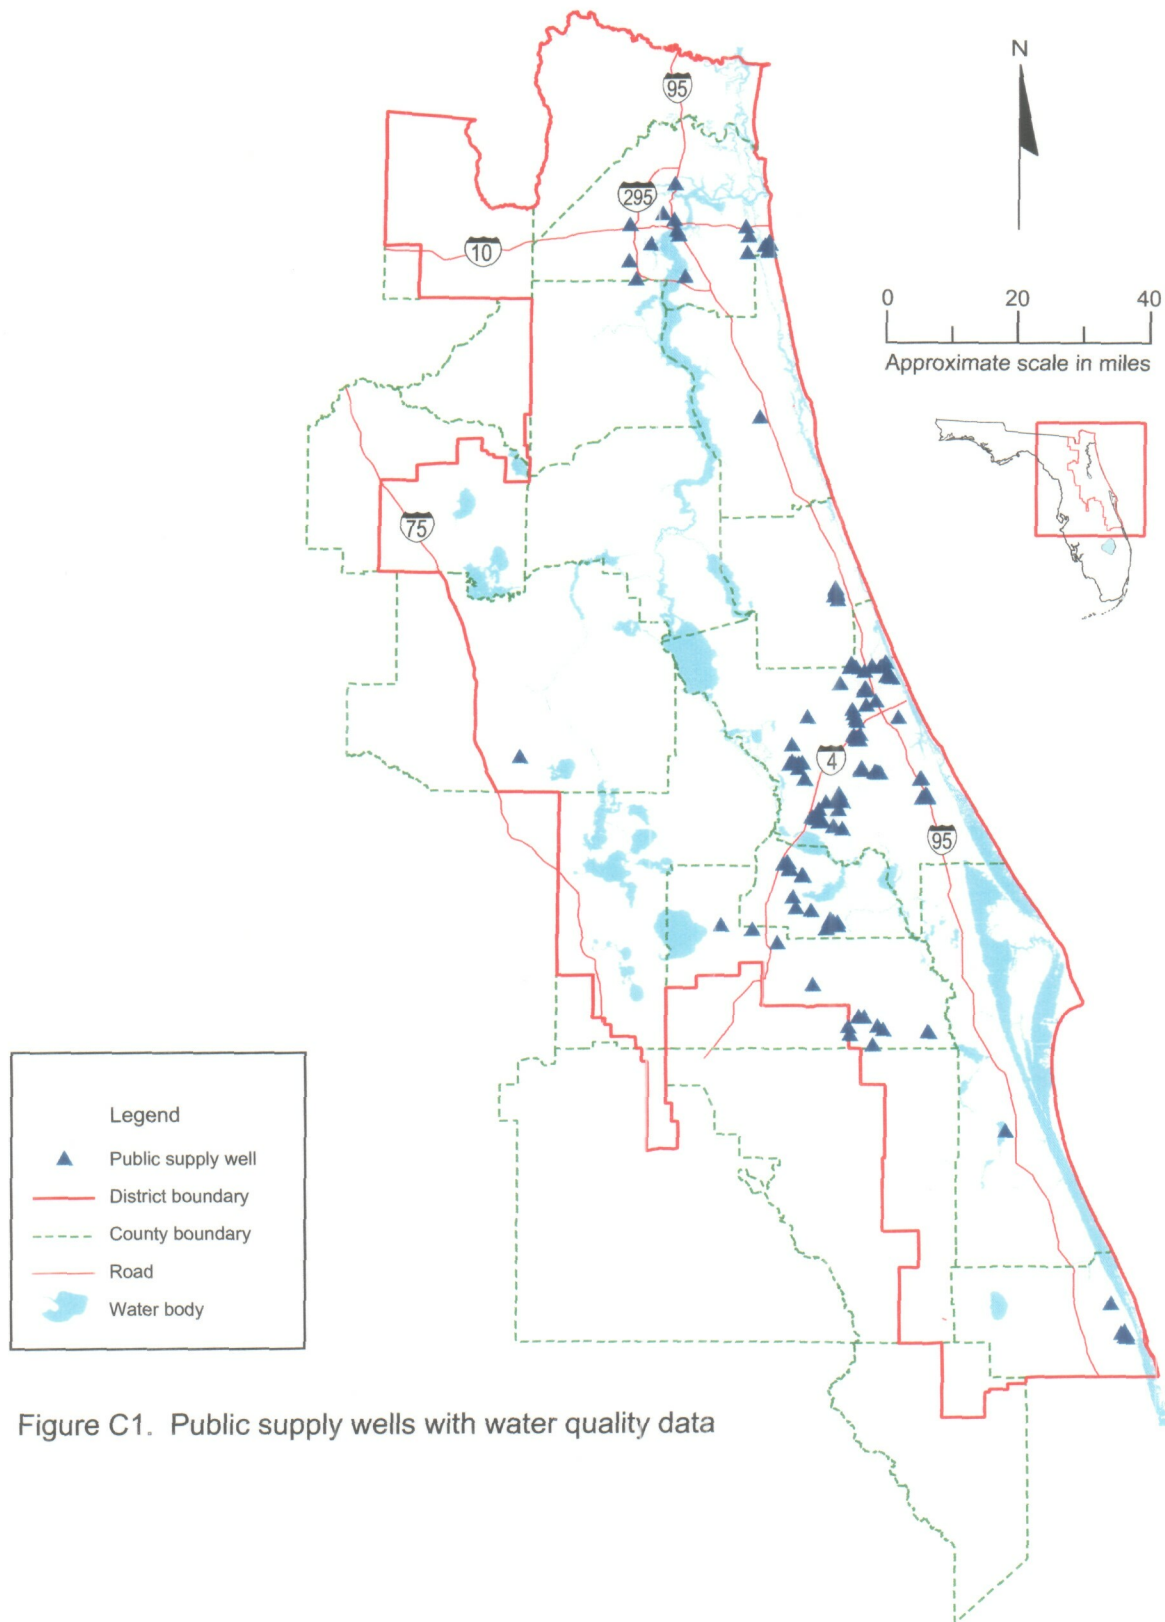 N
95
295
10
0 20 40
Approximate scale in miles
75
4
95
Legend
Public supply well
District boundary
County boundary
Road
Water body
Figure C1. Public supply wells with water quality data